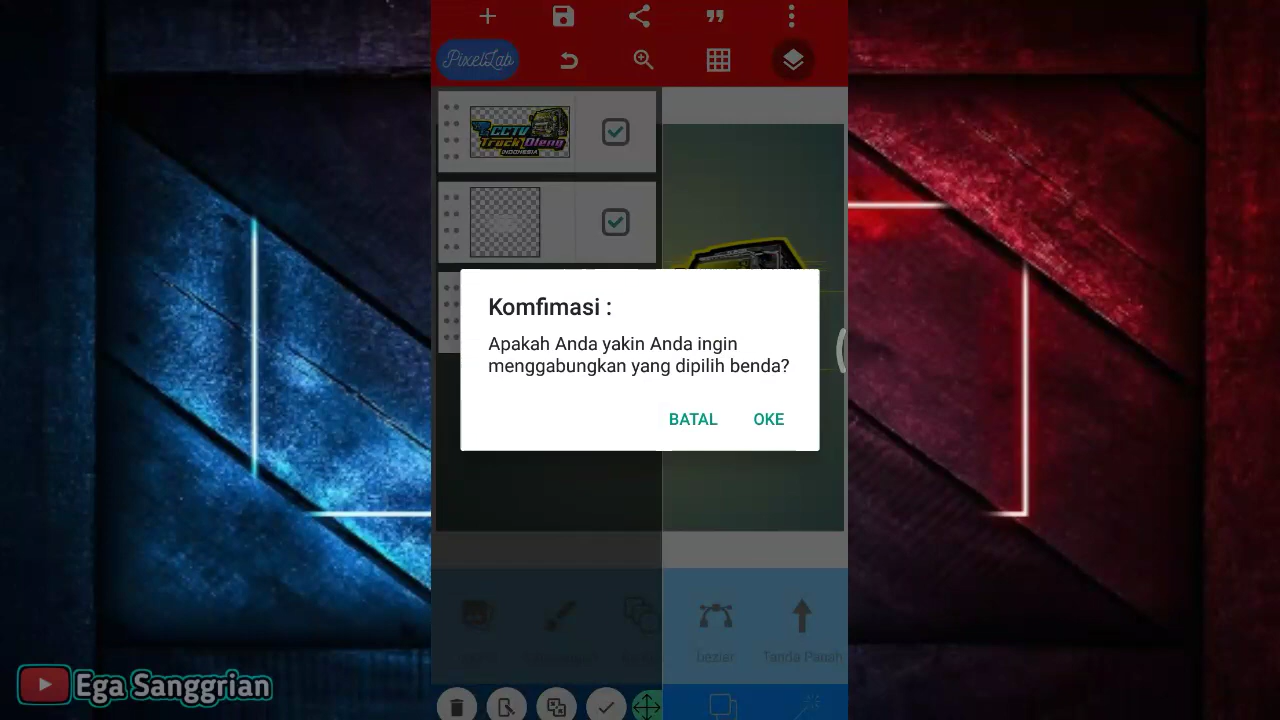 PixelLab
CCTV
Truck Oleng
INDONESIA
Komfimasi :
Apakah Anda yakin Anda ingin
menggabungkan yang dipilih benda?
BATAL
OKE
bezier
Tanda Panah
Ega Sanggrian